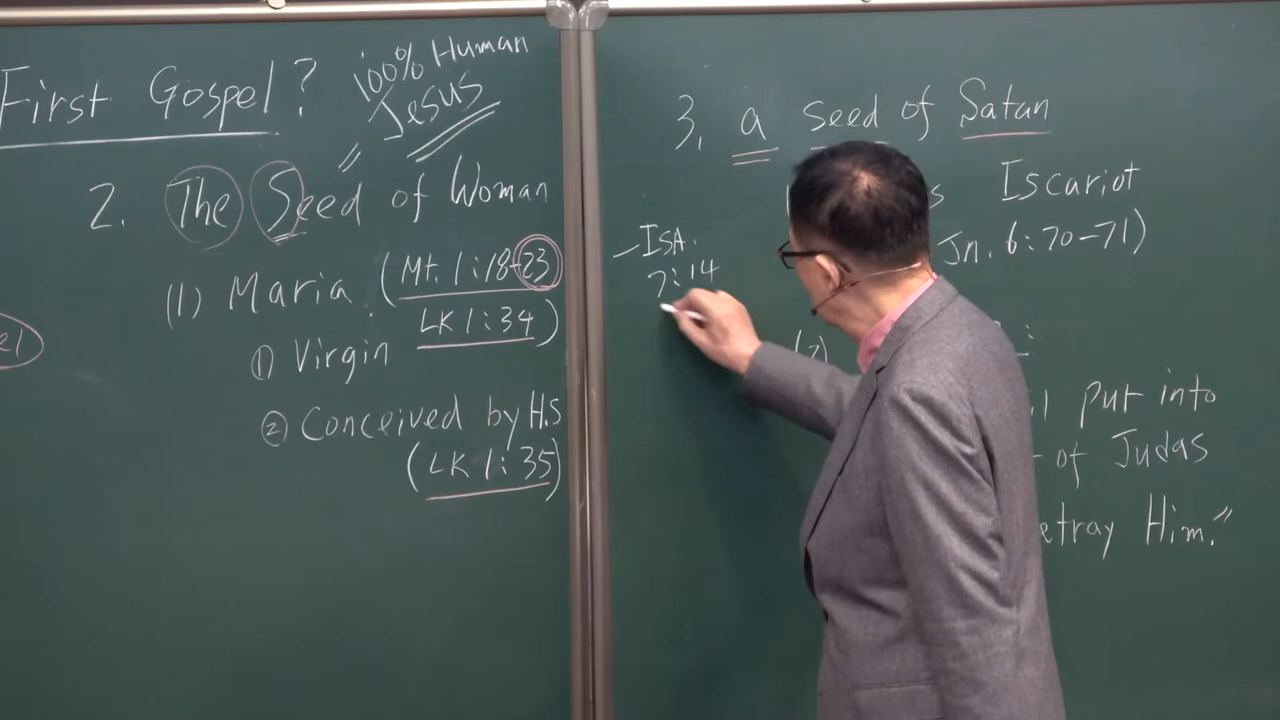 First Gospel?
100% Human
Jesus
2. The Seed of Woman
(1) Maria (Mt. 1:18-23
LK 1:34)
① Virgin
② Conceived by H.S
(LK 1:35)
3, a seed of Satan
Iscariot
Jn. 6:70-71)
-ISA.
7:14
(2)
put into
of Judas
etray Him."